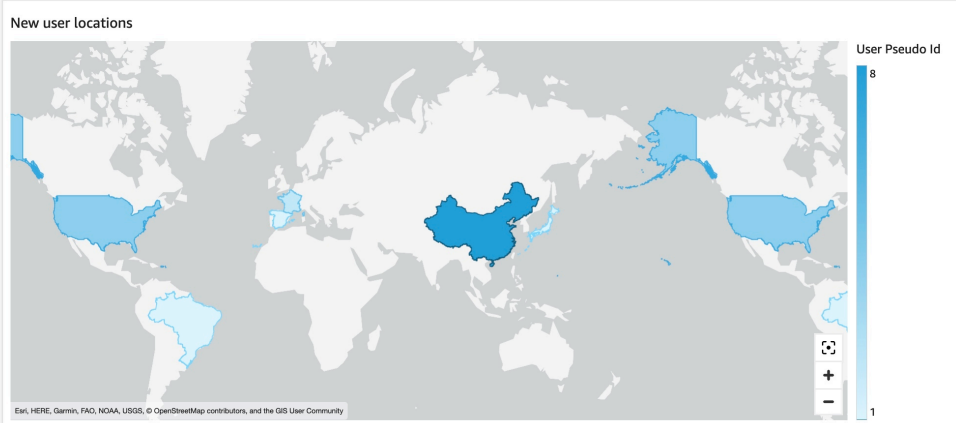 New user locations
User Pseudo Id
8
1
Esri, HERE, Garmin, FAO, NOAA, USGS, © OpenStreetMap contributors, and the GIS User Community